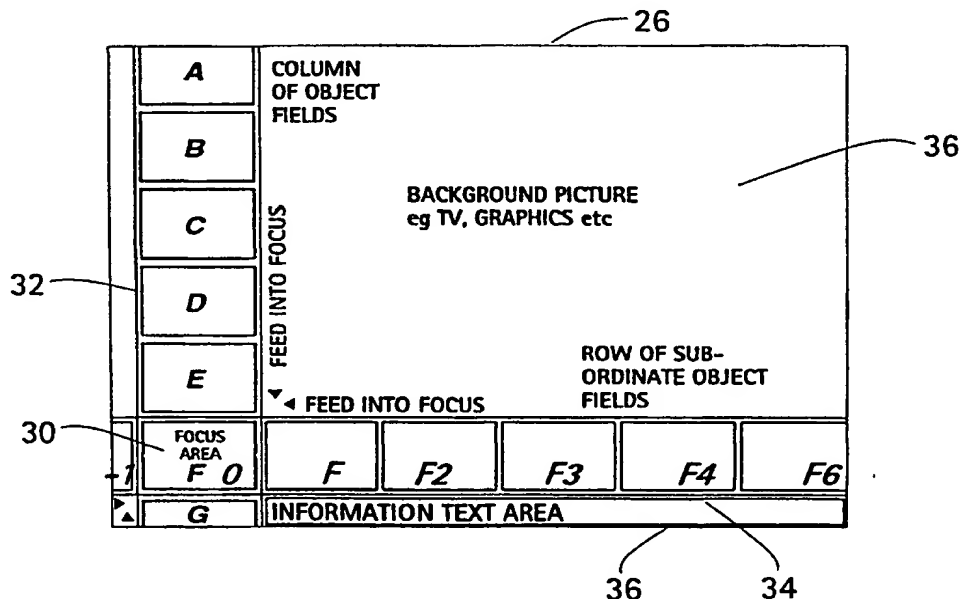 26
A
COLUMN
OF OBJECT
FIELDS
B
36
BACKGROUND PICTURE
eg TV, GRAPHICS etc
C
FEED INTO FOCUS
32
D
E
ROW OF SUB-
ORDINATE OBJECT
FIELDS
FEED INTO FOCUS
30
FOCUS
AREA
-1 F 0 F F2 F3 F4 F6
G INFORMATION TEXT AREA
36 34